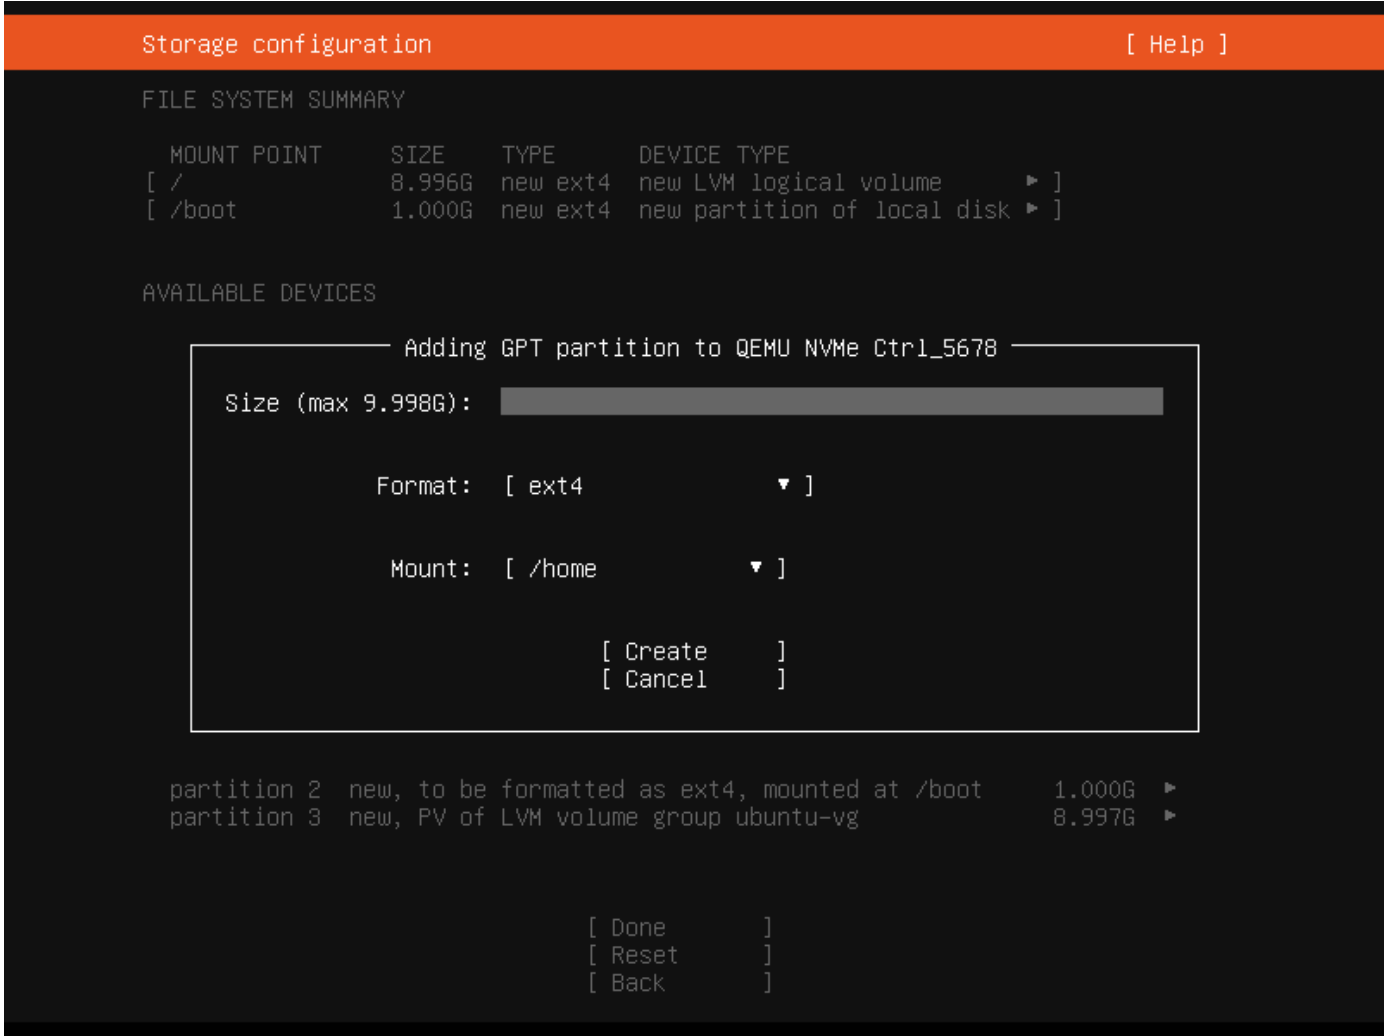 Storage configuration [ Help ]
FILE SYSTEM SUMMARY
MOUNT POINT SIZE TYPE DEVICE TYPE
[ / 8.996G new ext4 new LVM logical volume ▸ ]
[ /boot 1.000G new ext4 new partition of local disk ▸ ]
AVAILABLE DEVICES
Adding GPT partition to QEMU NVMe Ctrl_5678
Size (max 9.998G):
Format: [ ext4 ▾ ]
Mount: [ /home ▾ ]
[ Create ]
[ Cancel ]
partition 2 new, to be formatted as ext4, mounted at /boot 1.000G ▸
partition 3 new, PV of LVM volume group ubuntu-vg 8.997G ▸
[ Done ]
[ Reset ]
[ Back ]